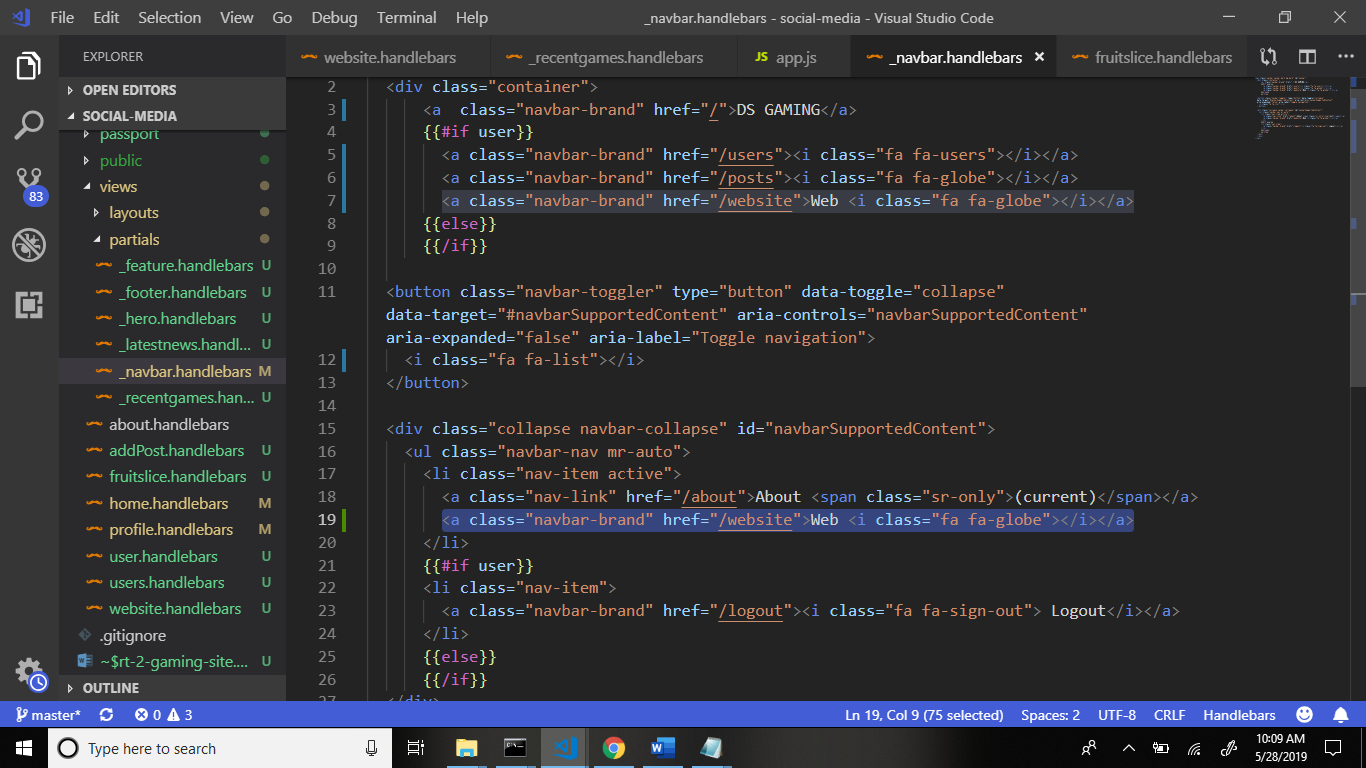 File Edit Selection View Go Debug Terminal Help _navbar.handlebars - social-media - Visual Studio Code
EXPLORER
website.handlebars _recentgames.handlebars JS app.js _navbar.handlebars fruitslice.handlebars
OPEN EDITORS
SOCIAL-MEDIA
passport
public
views
layouts
partials
_feature.handlebars U
_footer.handlebars U
_hero.handlebars U
_latestnews.handl... U
_navbar.handlebars M
_recentgames.han... U
about.handlebars
addPost.handlebars U
fruitslice.handlebars U
home.handlebars M
profile.handlebars M
user.handlebars U
users.handlebars U
website.handlebars U
.gitignore
~$rt-2-gaming-site.... U
OUTLINE
83
2 <div class="container">
3 <a  class="navbar-brand" href="/">DS GAMING</a>
4 {{#if user}}
5 <a class="navbar-brand" href="/users"><i class="fa fa-users"></i></a>
6 <a class="navbar-brand" href="/posts"><i class="fa fa-globe"></i></a>
7 <a class="navbar-brand" href="/website">Web <i class="fa fa-globe"></i></a>
8 {{else}}
9 {{/if}}
10
11 <button class="navbar-toggler" type="button" data-toggle="collapse"
data-target="#navbarSupportedContent" aria-controls="navbarSupportedContent"
aria-expanded="false" aria-label="Toggle navigation">
12 <i class="fa fa-list"></i>
13 </button>
14
15 <div class="collapse navbar-collapse" id="navbarSupportedContent">
16 <ul class="navbar-nav mr-auto">
17 <li class="nav-item active">
18 <a class="nav-link" href="/about">About <span class="sr-only">(current)</span></a>
19 <a class="navbar-brand" href="/website">Web <i class="fa fa-globe"></i></a>
20 </li>
21 {{#if user}}
22 <li class="nav-item">
23 <a class="navbar-brand" href="/logout"><i class="fa fa-sign-out"> Logout</i></a>
24 </li>
25 {{else}}
26 {{/if}}
27 </div>
master* 0 3 Ln 19, Col 9 (75 selected) Spaces: 2 UTF-8 CRLF Handlebars
Type here to search
10:09 AM
5/28/2019